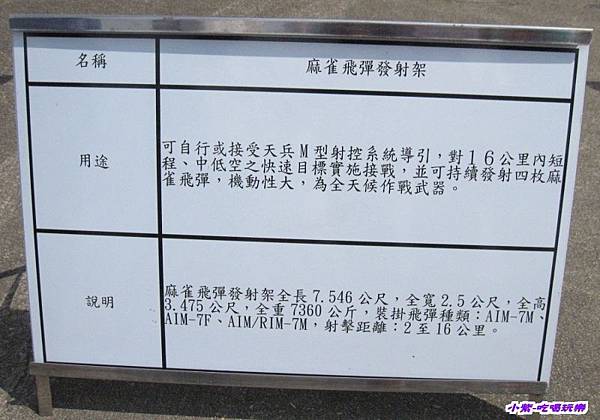 名稱
麻雀飛彈發射架
用途
可自行或接受天兵M型射控系統導引，對16公里內短
程、中低空之快速目標實施接戰，並可持續發射四枚麻
雀飛彈，機動性大，為全天候作戰武器。
說明
麻雀飛彈發射架全長7.546公尺，全寬2.5公尺，全高
3.475公尺，全重7360公斤，裝掛飛彈種類：AIM-7M、
AIM-7F、AIM/RIM-7M，射擊距離：2至16公里。
小紫-吃喝玩樂